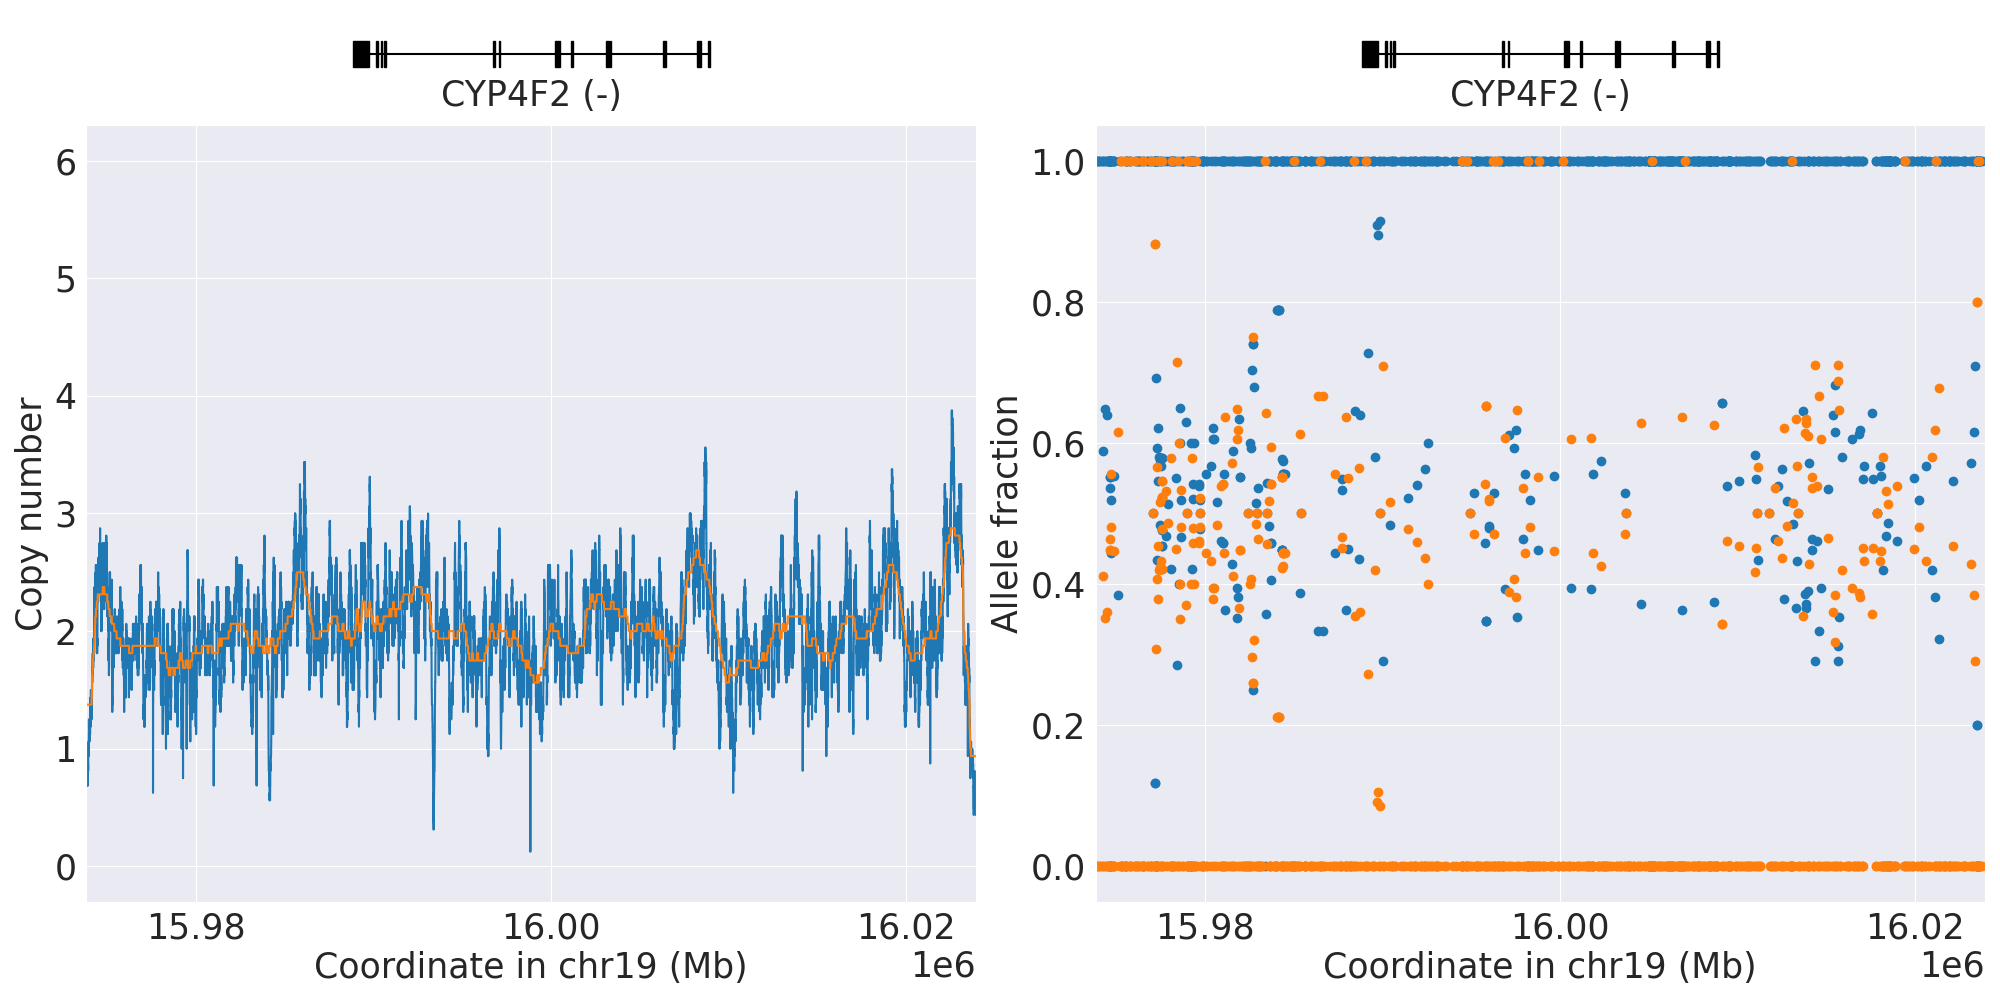 CYP4F2 (-)
6
5
4
3
2
1
0
Copy number
15.98
16.00
16.02
Coordinate in chr19 (Mb)
1e6
CYP4F2 (-)
1.0
0.8
0.6
0.4
0.2
0.0
Allele fraction
15.98
16.00
16.02
Coordinate in chr19 (Mb)
1e6